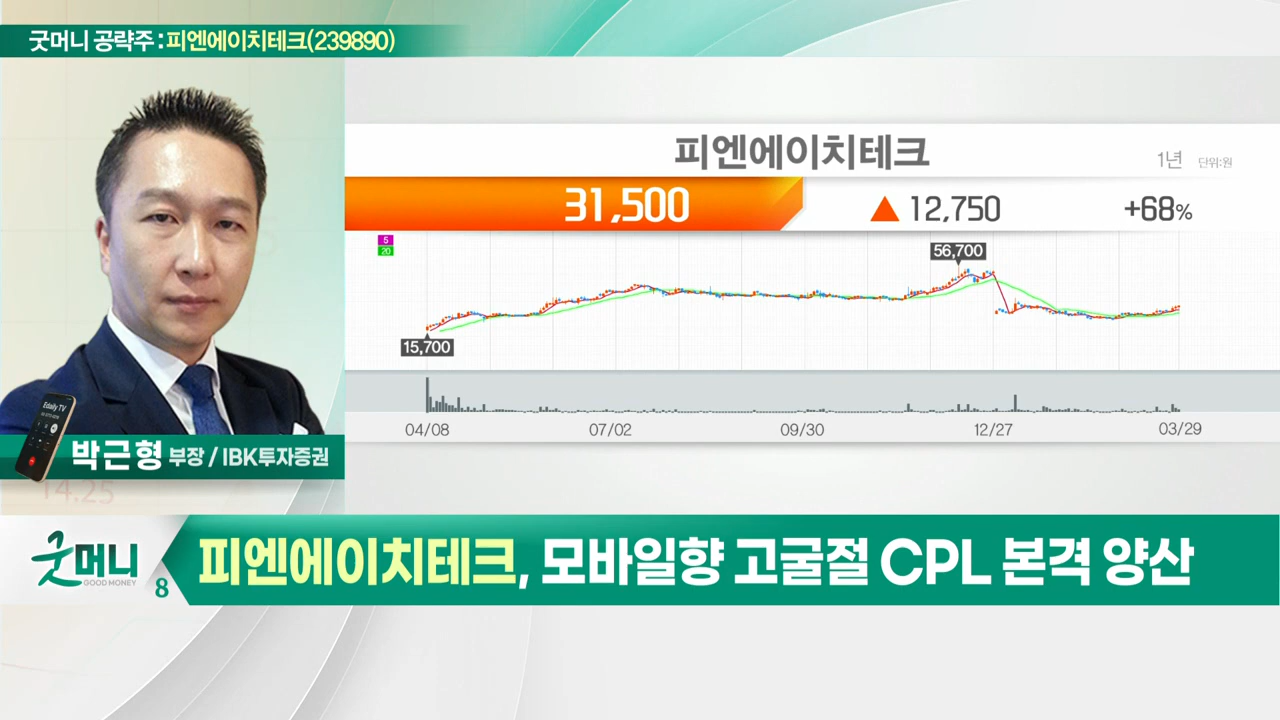 굿머니 공략주 : 피엔에이치테크(239890)
피엔에이치테크
1년 단위:원
31,500 ▲ 12,750 +68%
5
20
56,700
15,700
04/08 07/02 09/30 12/27 03/29
Edaily TV
박근형 부장 / IBK투자증권
14.25
굿머니
GOOD MONEY
8
피엔에이치테크, 모바일향 고굴절 CPL 본격 양산